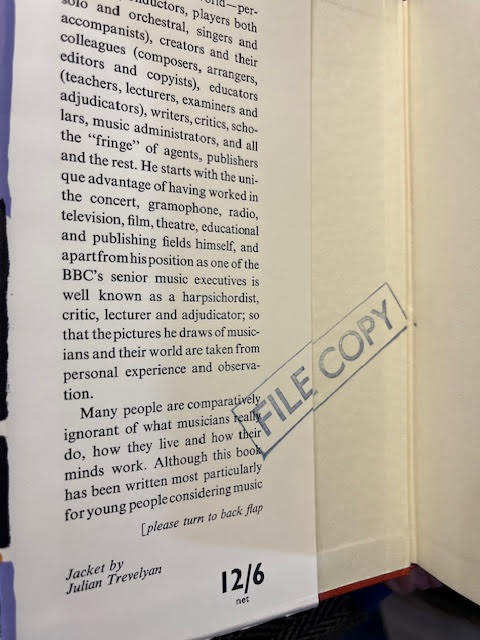 world—per-
conductors, players both
solo and orchestral, singers and
accompanists), creators and their
colleagues (composers, arrangers,
editors and copyists), educators
(teachers, lecturers, examiners and
adjudicators), writers, critics, scho-
lars, music administrators, and all
the “fringe” of agents, publishers
and the rest. He starts with the uni-
que advantage of having worked in
the concert, gramophone, radio,
television, film, theatre, educational
and publishing fields himself, and
apart from his position as one of the
BBC's senior music executives is
well known as a harpsichordist,
critic, lecturer and adjudicator; so
that the pictures he draws of music-
ians and their world are taken from
personal experience and observa-
tion.
Many people are comparatively
ignorant of what musicians really
do, how they live and how their
minds work. Although this book
has been written most particularly
for young people considering music
[please turn to back flap
Jacket by
Julian Trevelyan
12/6
net
FILE COPY